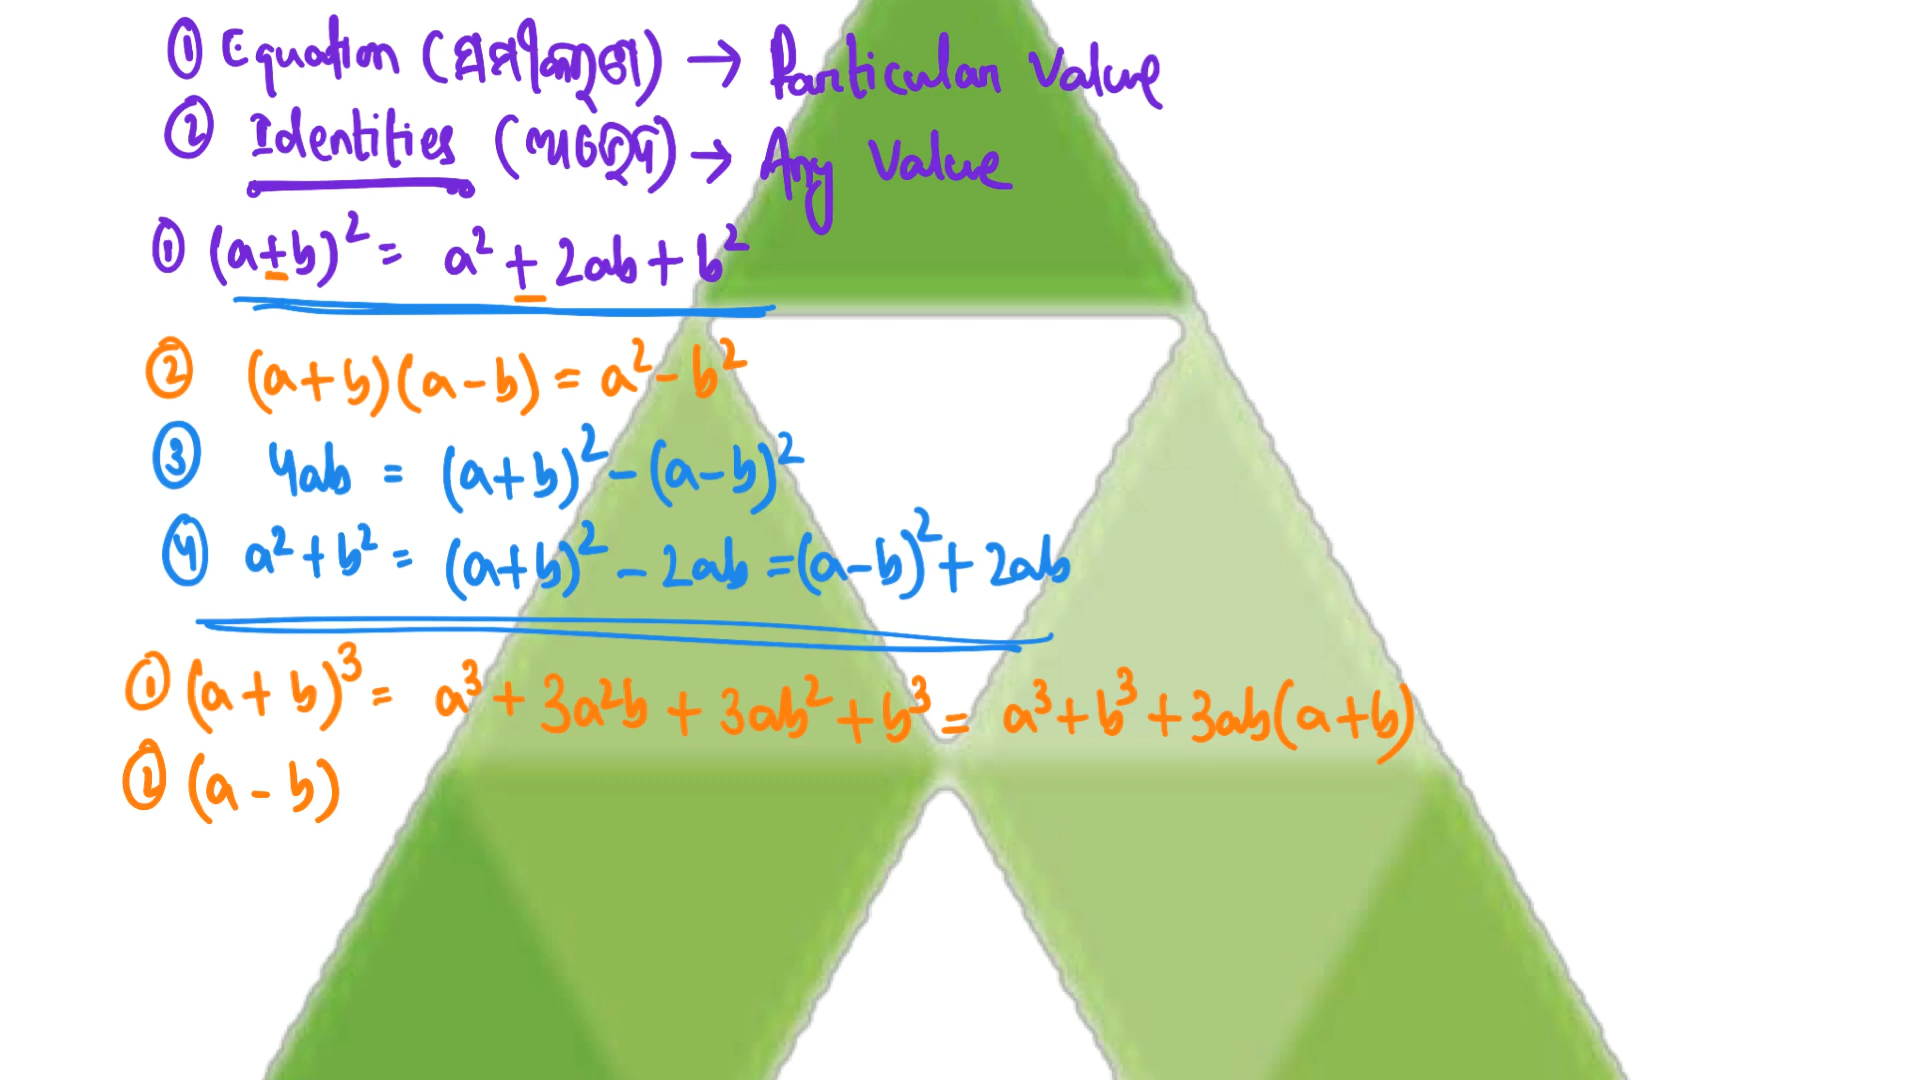 ① Equation (ସମୀକରଣ) → Particular Value
② Identities (ଅଭେଦ) → Any Value
① (a+b)² = a² + 2ab + b²
② (a+b)(a-b) = a² - b²
③ 4ab = (a+b)² - (a-b)²
④ a² + b² = (a+b)² - 2ab = (a-b)² + 2ab
① (a + b)³ = a³ + 3a²b + 3ab² + b³ = a³ + b³ + 3ab(a+b)
② (a - b)